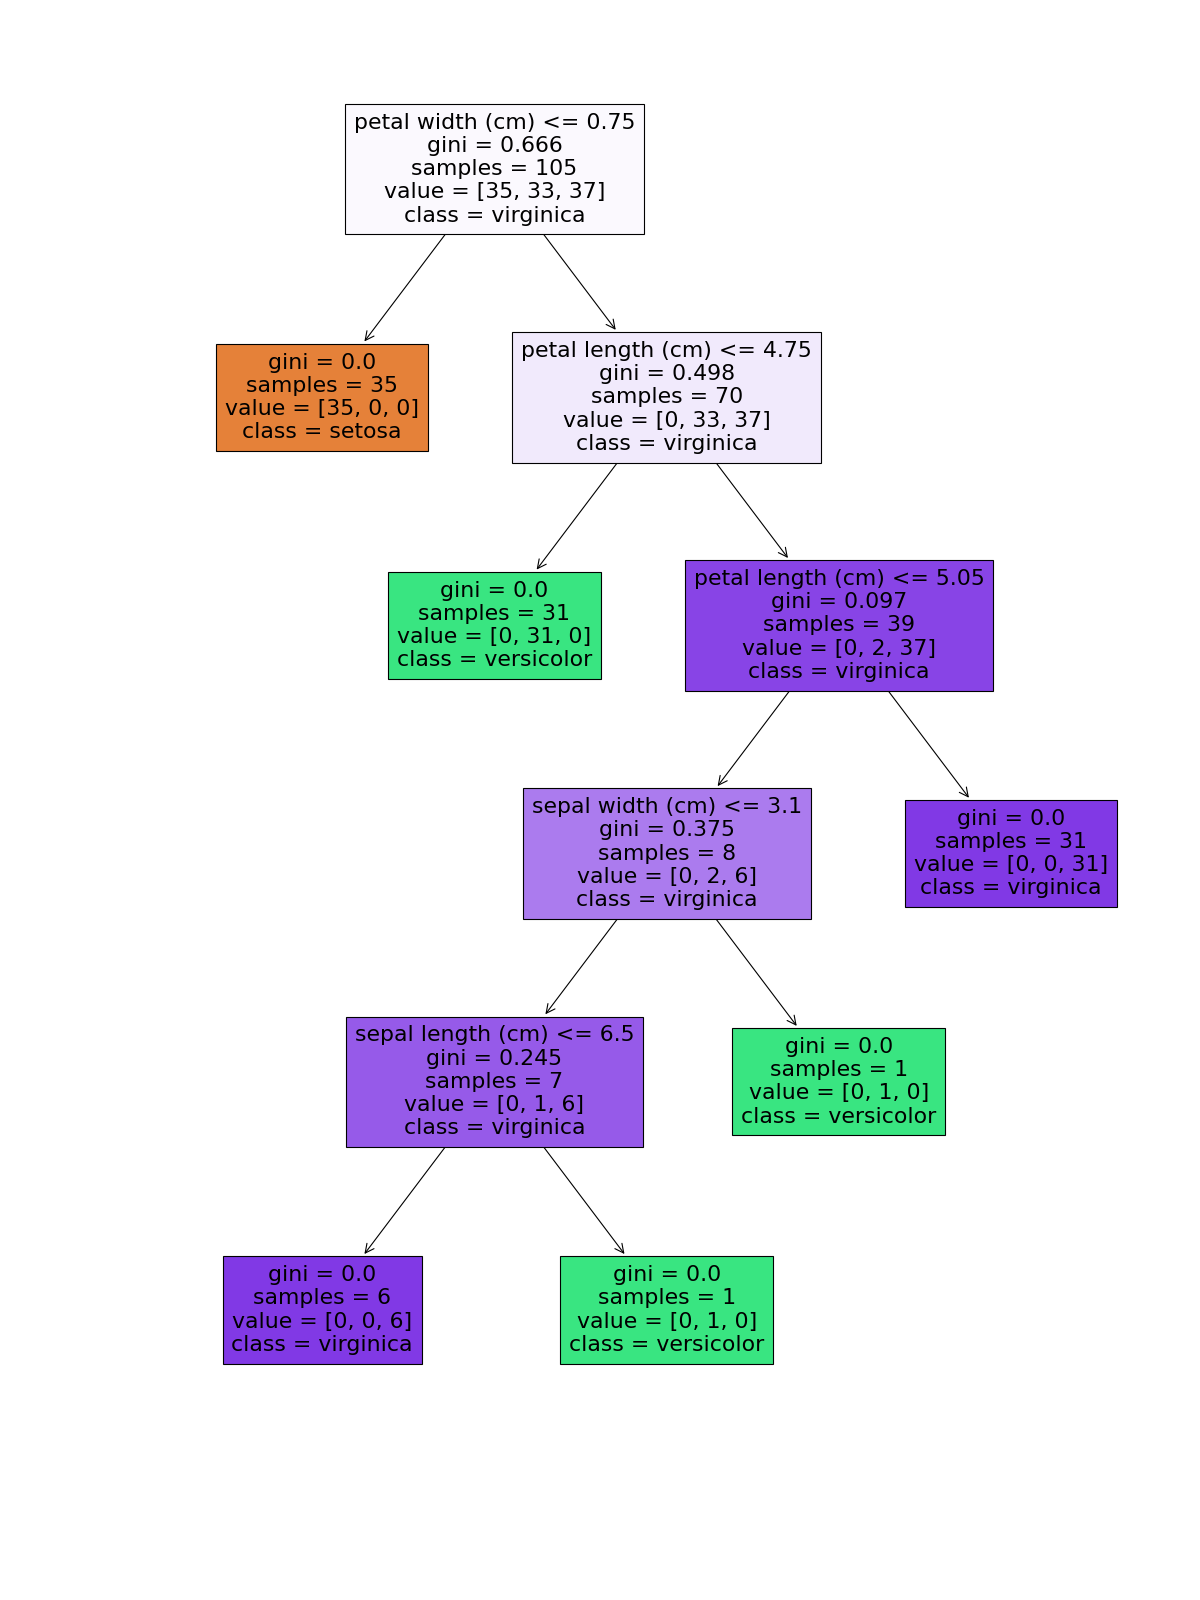 petal width (cm) <= 0.75
gini = 0.666
samples = 105
value = [35, 33, 37]
class = virginica
gini = 0.0
samples = 35
value = [35, 0, 0]
class = setosa
petal length (cm) <= 4.75
gini = 0.498
samples = 70
value = [0, 33, 37]
class = virginica
gini = 0.0
samples = 31
value = [0, 31, 0]
class = versicolor
petal length (cm) <= 5.05
gini = 0.097
samples = 39
value = [0, 2, 37]
class = virginica
sepal width (cm) <= 3.1
gini = 0.375
samples = 8
value = [0, 2, 6]
class = virginica
gini = 0.0
samples = 31
value = [0, 0, 31]
class = virginica
sepal length (cm) <= 6.5
gini = 0.245
samples = 7
value = [0, 1, 6]
class = virginica
gini = 0.0
samples = 1
value = [0, 1, 0]
class = versicolor
gini = 0.0
samples = 6
value = [0, 0, 6]
class = virginica
gini = 0.0
samples = 1
value = [0, 1, 0]
class = versicolor